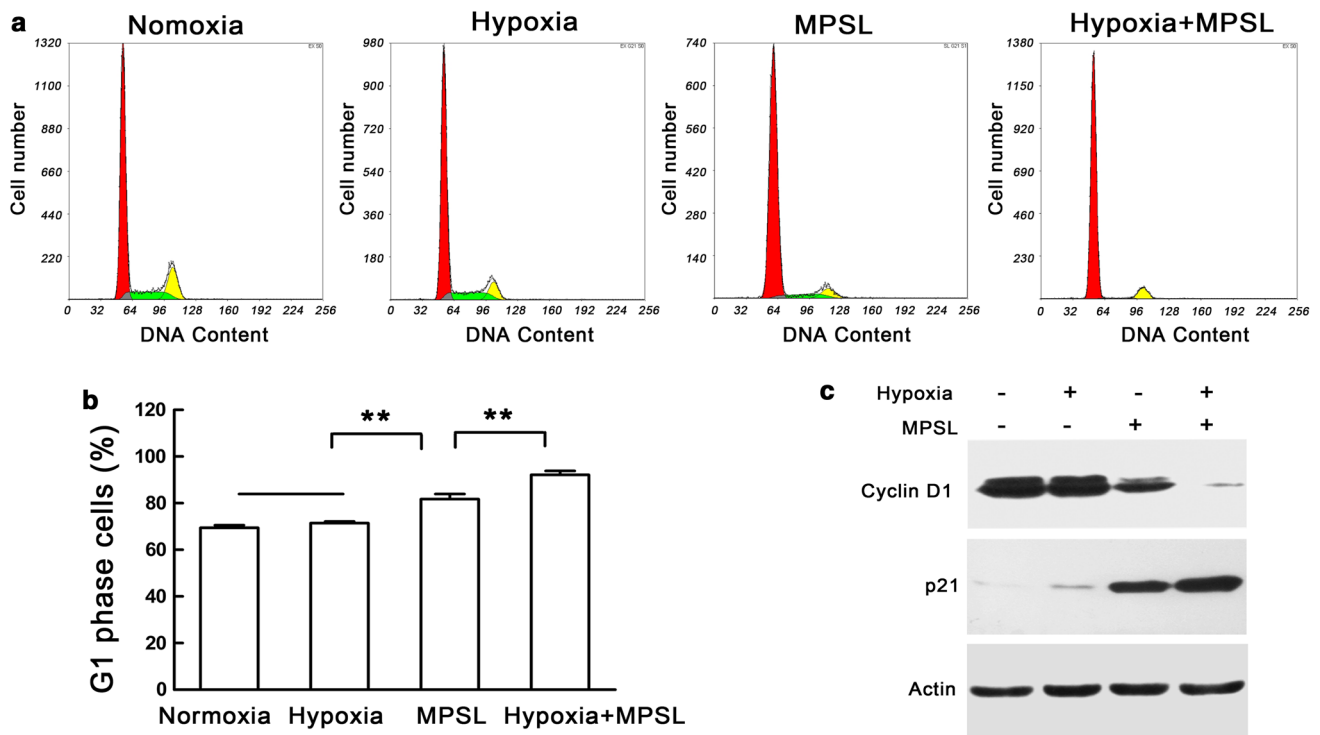 a
Nomoxia
Hypoxia
MPSL
Hypoxia+MPSL
Cell number
1320
1100
880
660
440
220
0 32 64 96 128 160 192 224 256
DNA Content
Cell number
980
900
720
540
360
180
0 32 64 96 128 160 192 224 256
DNA Content
Cell number
740
600
560
420
280
140
0 32 64 96 128 160 192 224 256
DNA Content
Cell number
1380
1150
920
690
460
230
0 32 64 96 128 160 192 224 256
DNA Content
b
G1 phase cells (%)
120
100
80
60
40
20
0
**
**
Normoxia Hypoxia MPSL Hypoxia+MPSL
c
Hypoxia - + - +
MPSL - - + +
Cyclin D1
p21
Actin